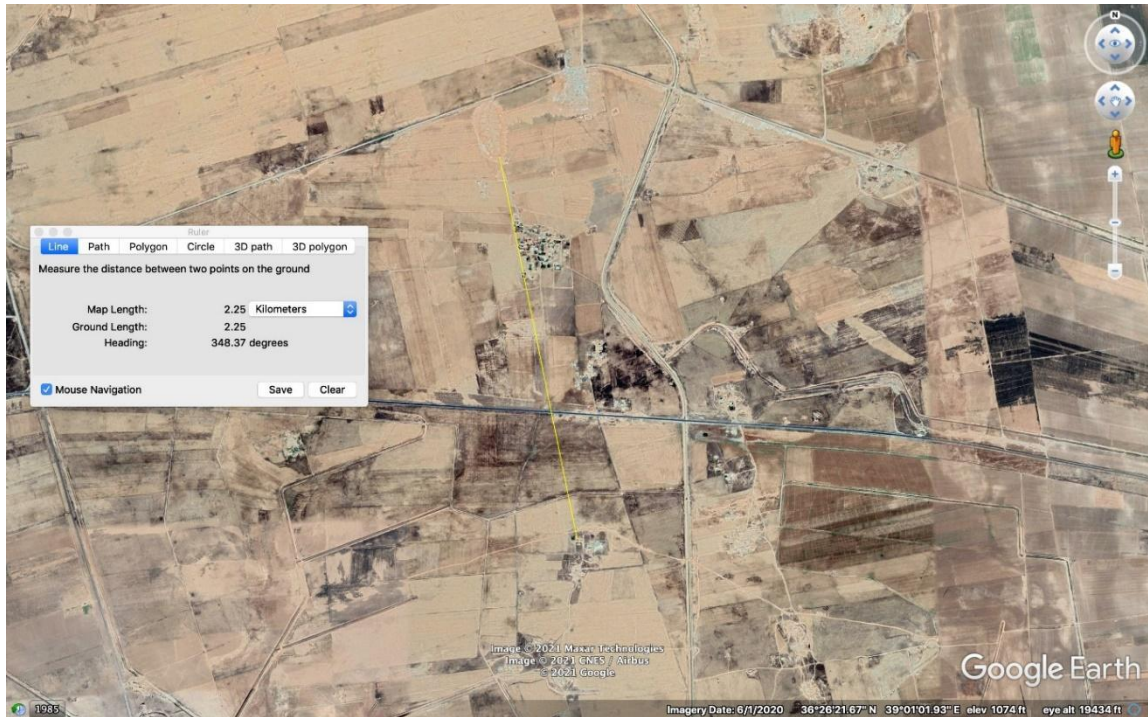 N
Ruler
Line Path Polygon Circle 3D path 3D polygon
Measure the distance between two points on the ground
Map Length: 2.25 Kilometers
Ground Length: 2.25
Heading: 348.37 degrees
Mouse Navigation Save Clear
Image © 2021 Maxar Technologies
Image © 2021 CNES / Airbus
© 2021 Google
Google Earth
1985
Imagery Date: 6/1/2020 36°26'21.67" N 39°01'01.93" E elev 1074 ft eye alt 19434 ft